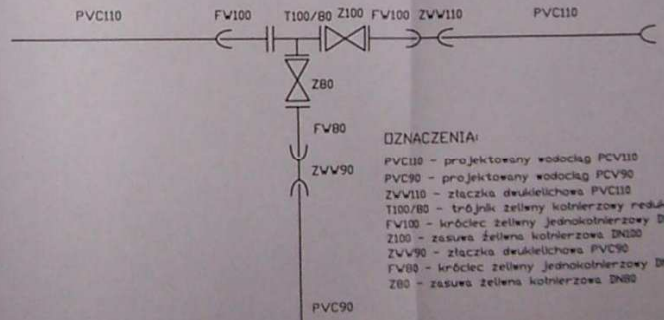 PVC110 FW100 T100/80 Z100 FW100 ZWW110 PVC110
Z80
FW80
ZWW90
PVC90
OZNACZENIA:
PVC110 - projektowany wodociąg PCV110
PVC90 - projektowany wodociąg PCV90
ZWW110 - złączka dwukielichowa PVC110
T100/80 - trójnik żeliwny kołnierzowy
FW100 - króciec żeliwny jednokołnierzowy
Z100 - zasuwa żeliwna kołnierzowa DN100
ZWW90 - złączka dwukielichowa PVC90
FW80 - króciec żeliwny jednokołnierzowy
Z80 - zasuwa żeliwna kołnierzowa DN80